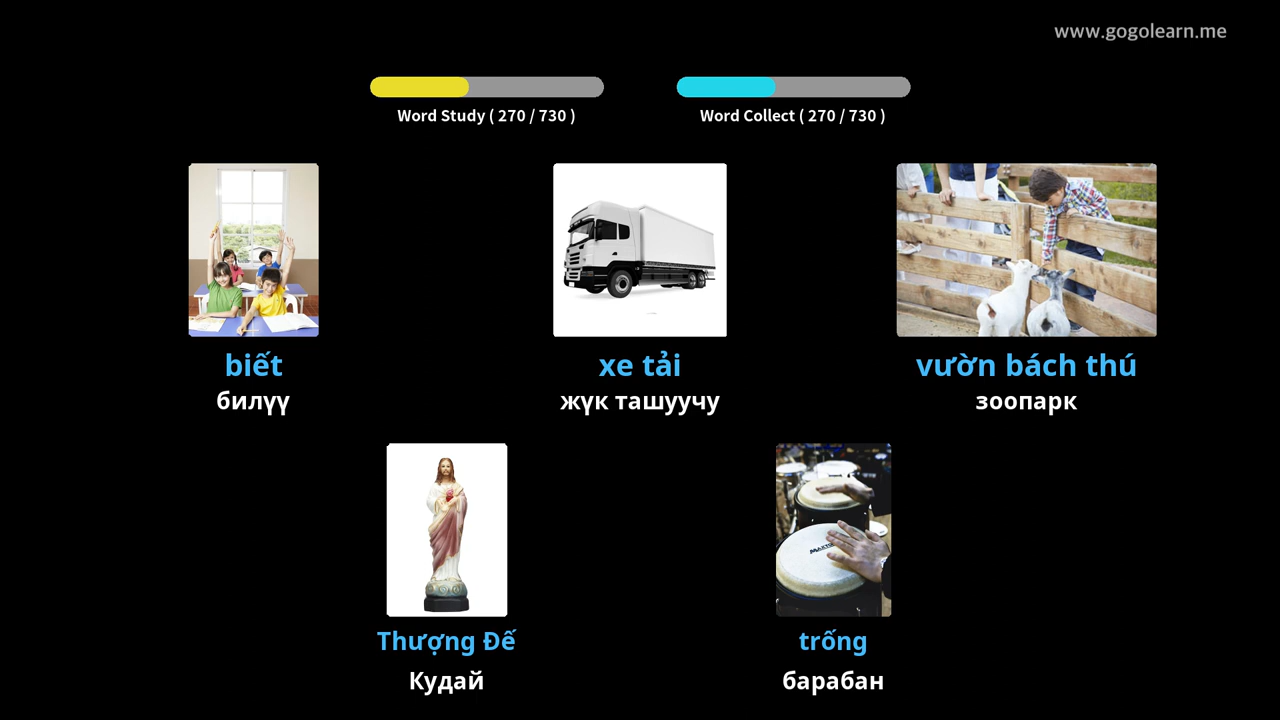 www.gogolearn.me
Word Study ( 270 / 730 )
Word Collect ( 270 / 730 )
biết
xe tải
vườn bách thú
билүү
жүк ташуучу
зоопарк
Thượng Đế
trống
Кудай
барабан